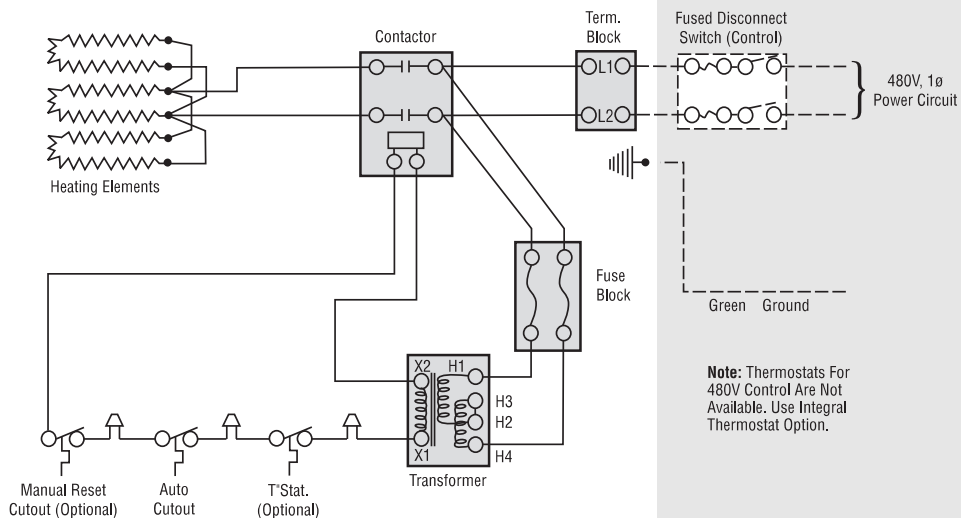 Contactor
Term.
Block
Fused Disconnect
Switch (Control)
L1
L2
480V, 1ø
Power Circuit
Heating Elements
Fuse
Block
Green Ground
X2
H1
H3
H2
X1
H4
Transformer
Note: Thermostats For
480V Control Are Not
Available. Use Integral
Thermostat Option.
Manual Reset
Cutout (Optional)
Auto
Cutout
T"Stat.
(Optional)